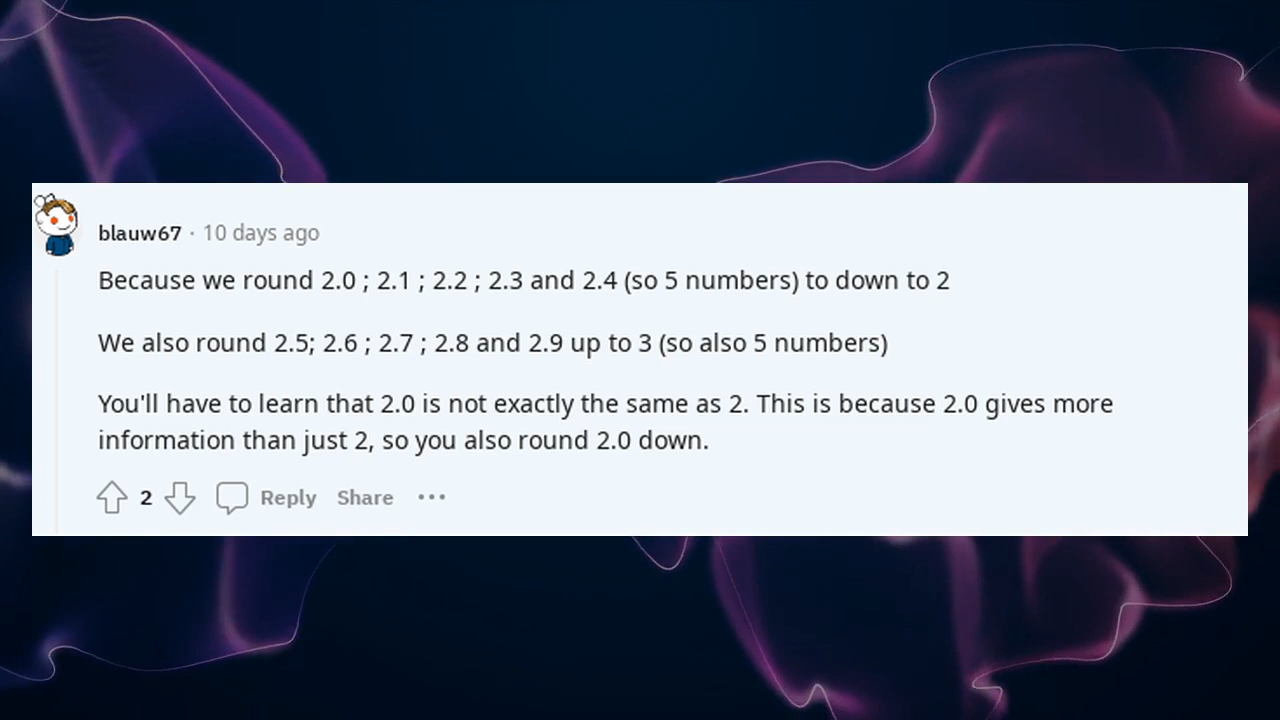 blauw67 · 10 days ago
Because we round 2.0 ; 2.1 ; 2.2 ; 2.3 and 2.4 (so 5 numbers) to down to 2
We also round 2.5; 2.6 ; 2.7 ; 2.8 and 2.9 up to 3 (so also 5 numbers)
You'll have to learn that 2.0 is not exactly the same as 2. This is because 2.0 gives more
information than just 2, so you also round 2.0 down.
2 Reply Share •••